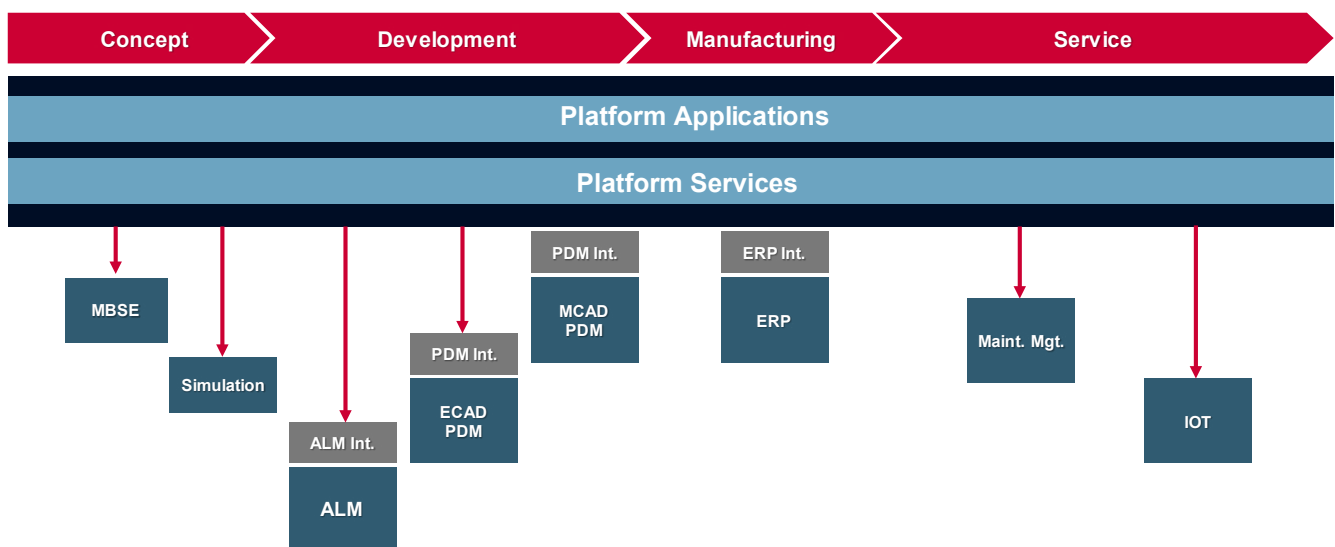 Concept
Development
Manufacturing
Service
Platform Applications
Platform Services
MBSE
Simulation
ALM Int.
ALM
PDM Int.
ECAD
PDM
PDM Int.
MCAD
PDM
ERP Int.
ERP
Maint. Mgt.
IOT